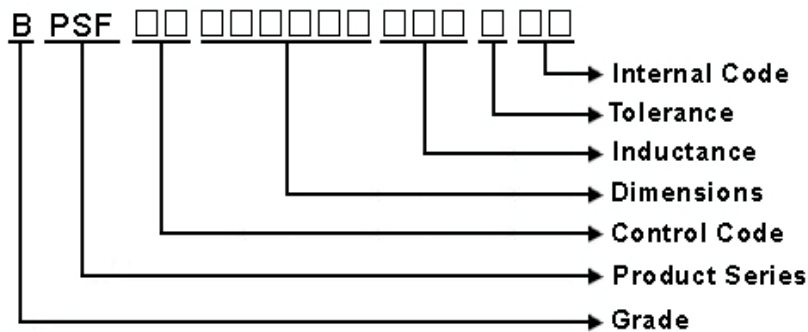 B PSF □□ □□□□□□ □□□ □ □□
Internal Code
Tolerance
Inductance
Dimensions
Control Code
Product Series
Grade